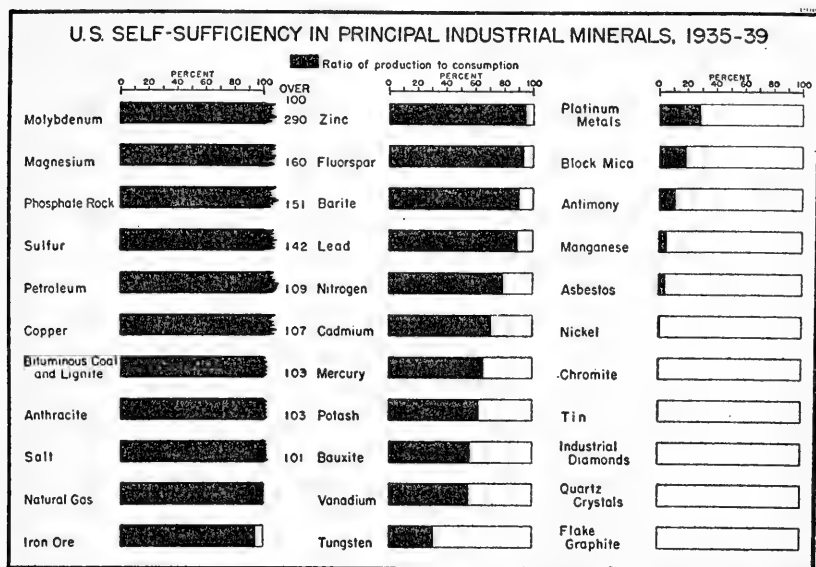 U.S. SELF-SUFFICIENCY IN PRINCIPAL INDUSTRIAL MINERALS, 1935-39
Ratio of production to consumption
PERCENT
0 20 40 60 80 100
OVER
100
Molybdenum 290
Magnesium 160
Phosphate Rock 151
Sulfur 142
Petroleum 109
Copper 107
Bituminous Coal
and Lignite 103
Anthracite 103
Salt 101
Natural Gas
Iron Ore
PERCENT
0 20 40 60 80 100
Zinc
Fluorspar
Barite
Lead
Nitrogen
Cadmium
Mercury
Potash
Bauxite
Vanadium
Tungsten
PERCENT
0 20 40 60 80 100
Platinum
Metals
Block Mica
Antimony
Manganese
Asbestos
Nickel
Chromite
Tin
Industrial
Diamonds
Quartz
Crystals
Flake
Graphite